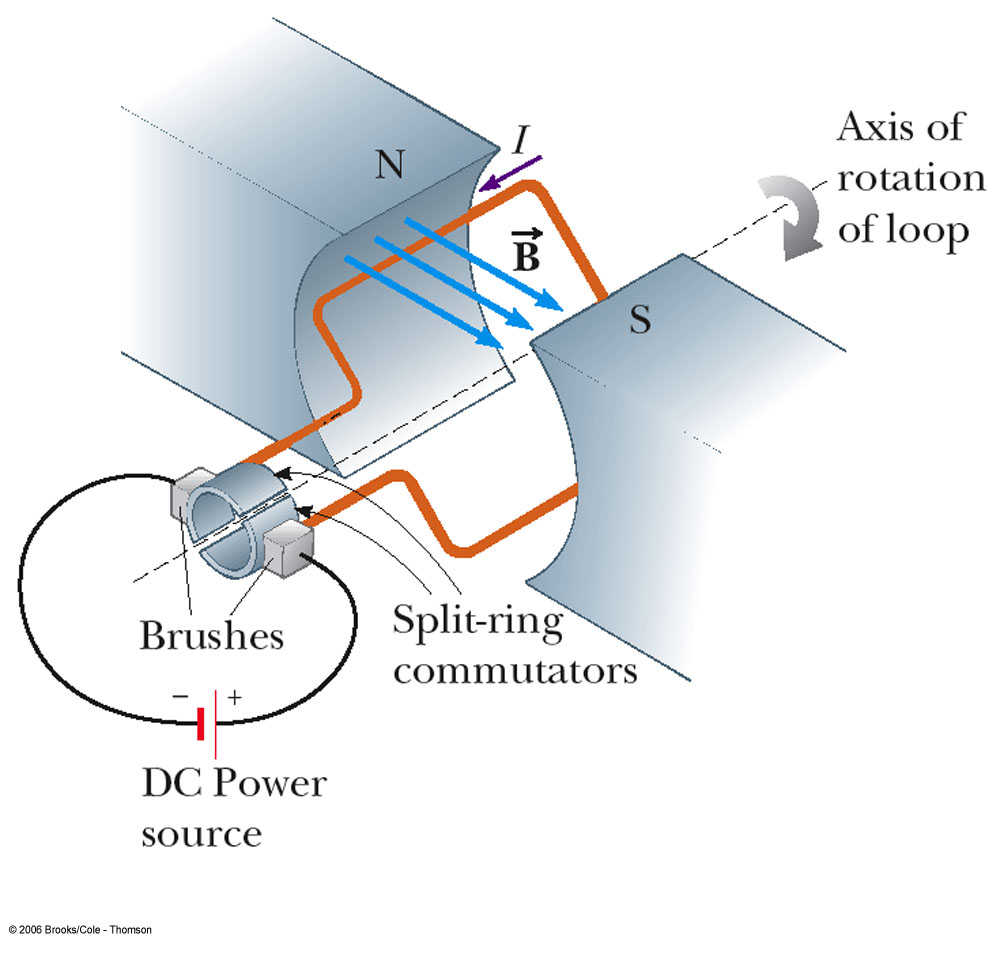 N
I
B
S
Axis of
rotation
of loop
Brushes
Split-ring
commutators
− +
DC Power
source
© 2006 Brooks/Cole - Thomson